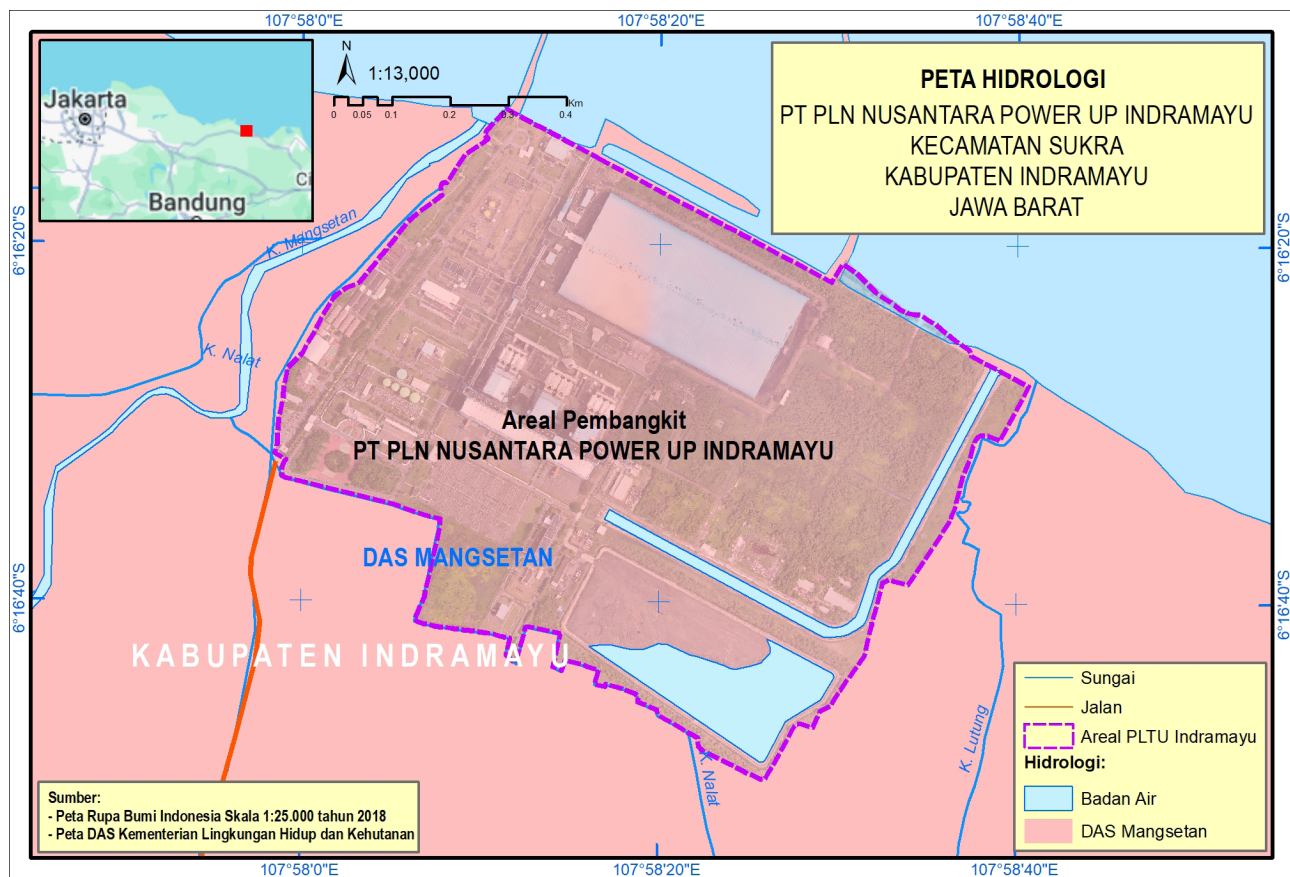 107°58'0"E
107°58'20"E
107°58'40"E
Jakarta
Bandung
Ci
N
1:13,000
Km
0 0.05 0.1 0.2 0.3 0.4
PETA HIDROLOGI
PT PLN NUSANTARA POWER UP INDRAMAYU
KECAMATAN SUKRA
KABUPATEN INDRAMAYU
JAWA BARAT
6°16'20"S
6°16'20"S
K. Mangsetan
K. Nalat
Areal Pembangkit
PT PLN NUSANTARA POWER UP INDRAMAYU
DAS MANGSETAN
6°16'40"S
6°16'40"S
KABUPATEN INDRAMAYU
K. Nalat
K. Lutung
Sungai
Jalan
Areal PLTU Indramayu
Hidrologi:
Badan Air
DAS Mangsetan
Sumber:
- Peta Rupa Bumi Indonesia Skala 1:25.000 tahun 2018
- Peta DAS Kementerian Lingkungan Hidup dan Kehutanan
107°58'0"E
107°58'20"E
107°58'40"E